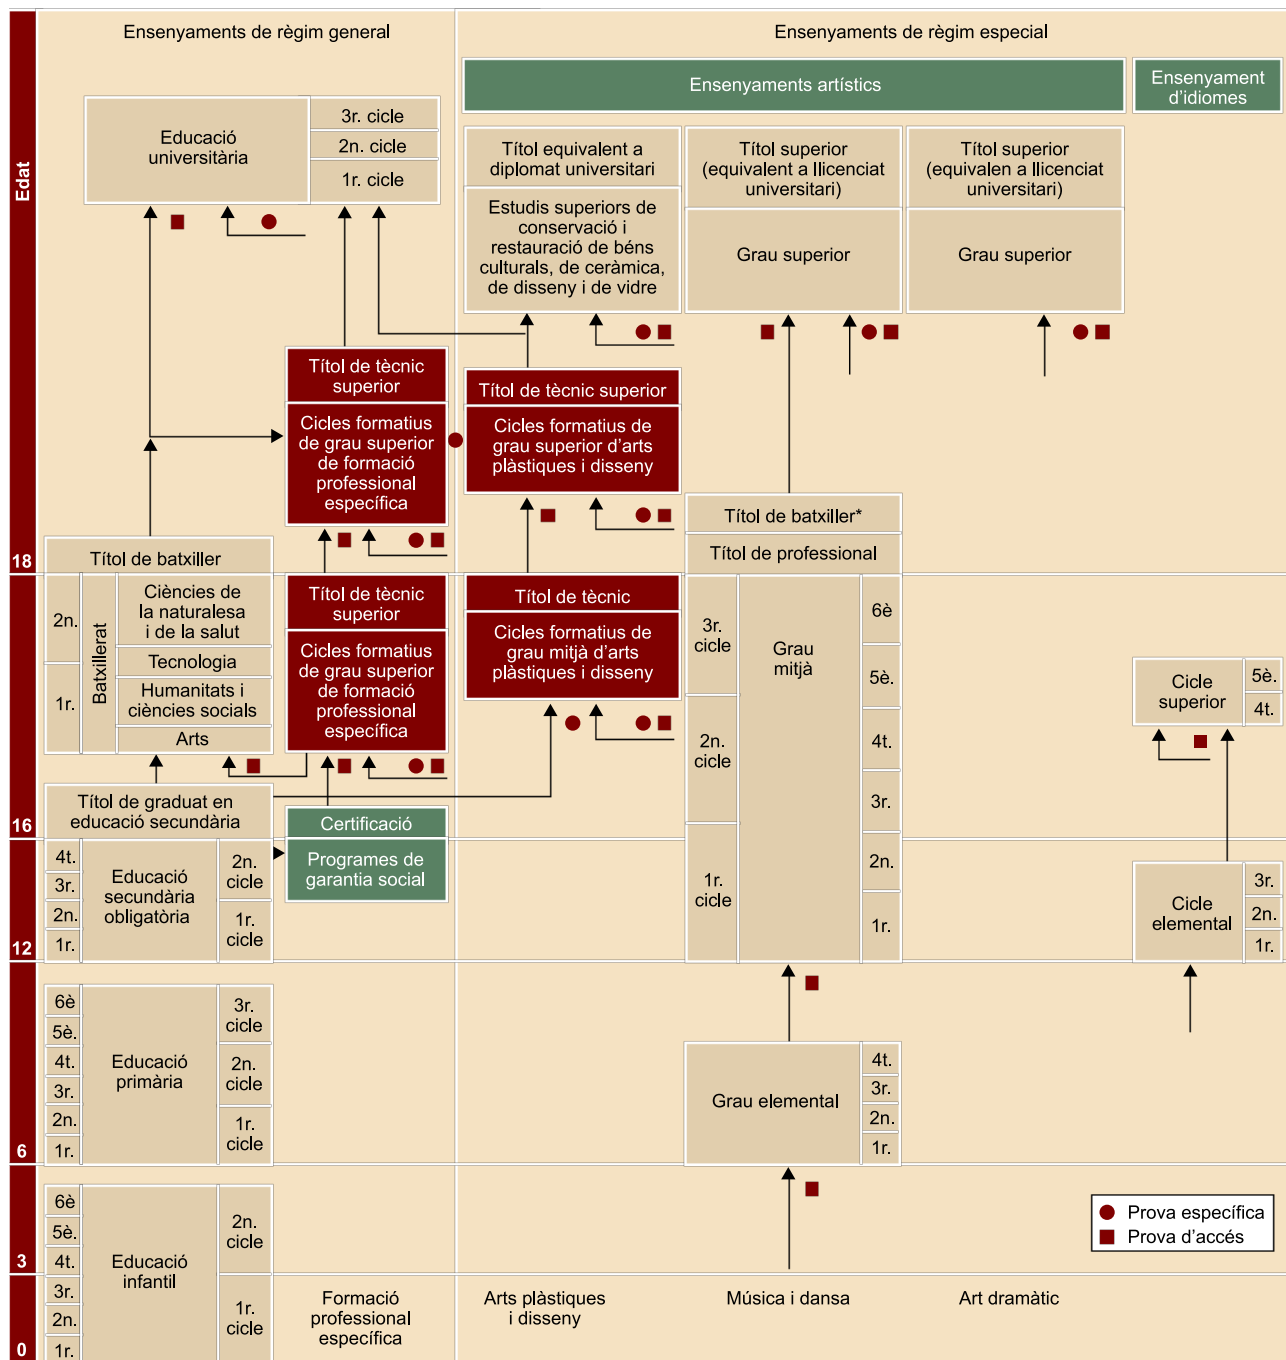 Ensenyaments de règim general
Ensenyaments de règim especial
Ensenyaments artístics
Ensenyament
d'idiomes
Edat
Educació
universitària
3r. cicle
2n. cicle
1r. cicle
Títol equivalent a
diplomat universitari
Estudis superiors de
conservació i
restauració de béns
culturals, de ceràmica,
de disseny i de vidre
Títol superior
(equivalent a llicenciat
universitari)
Grau superior
Títol superior
(equivalen a llicenciat
universitari)
Grau superior
Títol de tècnic
superior
Cicles formatius
de grau superior
de formació
professional
específica
Títol de tècnic superior
Cicles formatius de
grau superior d'arts
plàstiques i disseny
Títol de batxiller*
Títol de professional
18
Títol de batxiller
2n.
1r.
Batxillerat
Ciències de
la naturalesa
i de la salut
Tecnologia
Humanitats i
ciències socials
Arts
Títol de tècnic
superior
Cicles formatius
de grau superior
de formació
professional
específica
Títol de tècnic
Cicles formatius de
grau mitjà d'arts
plàstiques i disseny
3r.
cicle
2n.
cicle
1r.
cicle
Grau
mitjà
6è
5è.
4t.
3r.
2n.
1r.
Cicle
superior
5è.
4t.
16
Títol de graduat en
educació secundària
Certificació
Programes de
garantia social
4t.
3r.
2n.
1r.
Educació
secundària
obligatòria
2n.
cicle
1r.
cicle
Cicle
elemental
3r.
2n.
1r.
12
6è
5è.
4t.
3r.
2n.
1r.
Educació
primària
3r.
cicle
2n.
cicle
1r.
cicle
Grau elemental
4t.
3r.
2n.
1r.
6
6è
5è.
4t.
3r.
2n.
1r.
Educació
infantil
2n.
cicle
1r.
cicle
3
0
Formació
professional
específica
Arts plàstiques
i disseny
Música i dansa
Art dramàtic
Prova específica
Prova d'accés